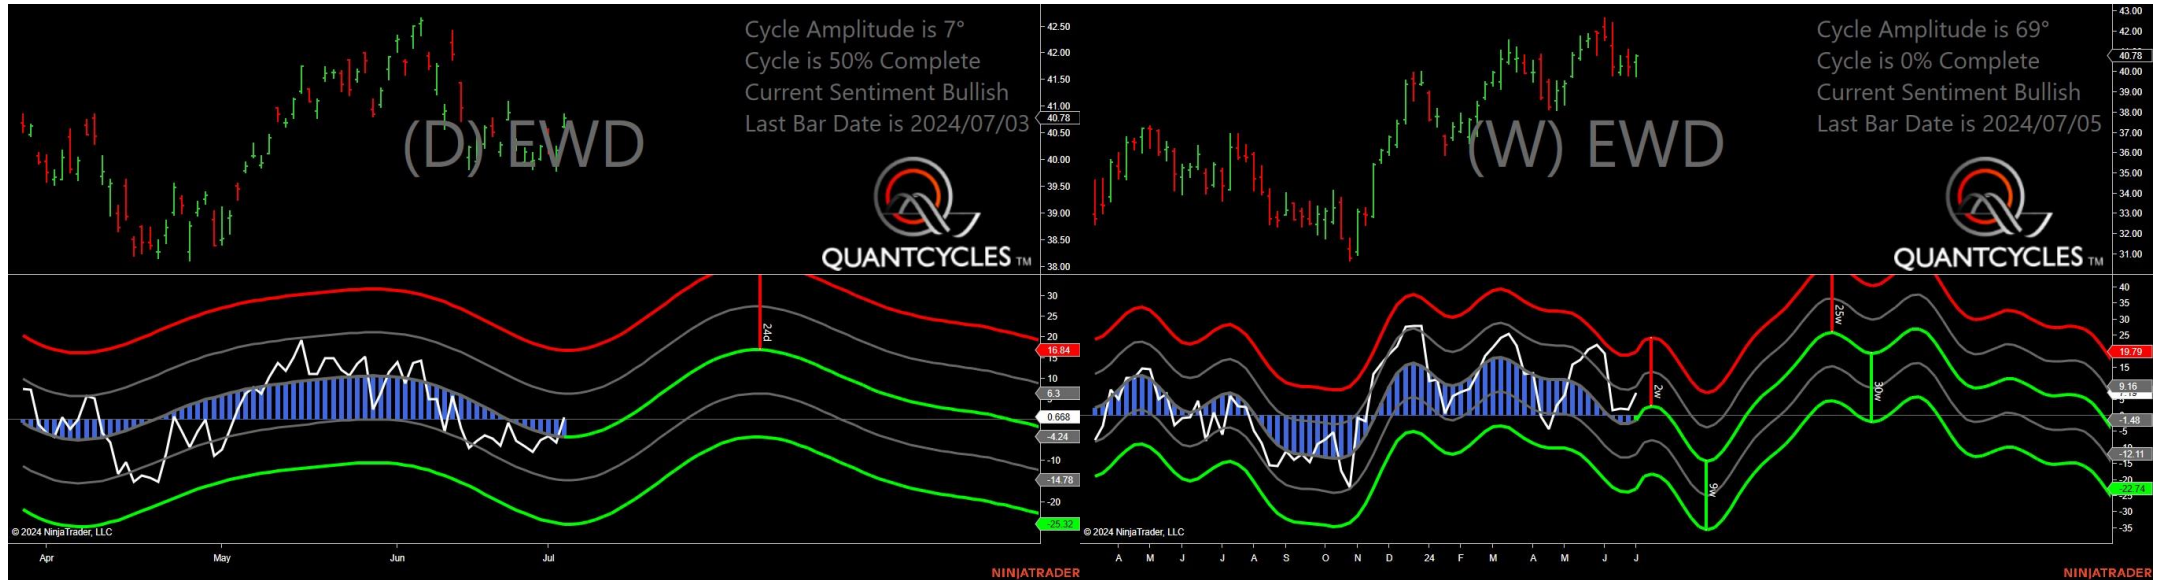 Cycle Amplitude is 7°
Cycle is 50% Complete
Current Sentiment Bullish
Last Bar Date is 2024/07/03
(D) EWD
QUANTCYCLES TM
42.50
42.00
41.50
41.00
40.78
40.50
40.00
39.50
39.00
38.50
38.00
24d
30
25
20
16.84
15
10
6.3
0.668
-4.24
-10
-14.78
-20
-25.32
© 2024 NinjaTrader, LLC
Apr May Jun Jul
NINJATRADER
Cycle Amplitude is 69°
Cycle is 0% Complete
Current Sentiment Bullish
Last Bar Date is 2024/07/05
(W) EWD
QUANTCYCLES TM
43.00
42.00
40.78
40.00
39.00
38.00
37.00
36.00
35.00
34.00
33.00
32.00
31.00
2w
9w
25w
30w
40
35
30
25
19.79
15
9.16
-1.48
-5
-12.11
-15
-22.74
-30
-35
© 2024 NinjaTrader, LLC
A M J J A S O N D 24 F M A M J J
NINJATRADER